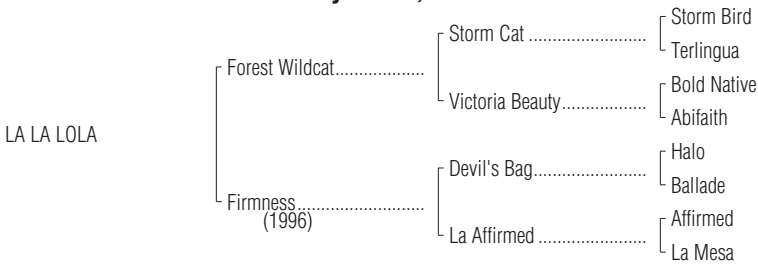 Storm Bird
Storm Cat ..........................
Terlingua
Forest Wildcat....................
Bold Native
Victoria Beauty...................
Abifaith
LA LA LOLA
Halo
Devil's Bag.........................
Ballade
Firmness............................
(1996)
Affirmed
La Affirmed ........................
La Mesa